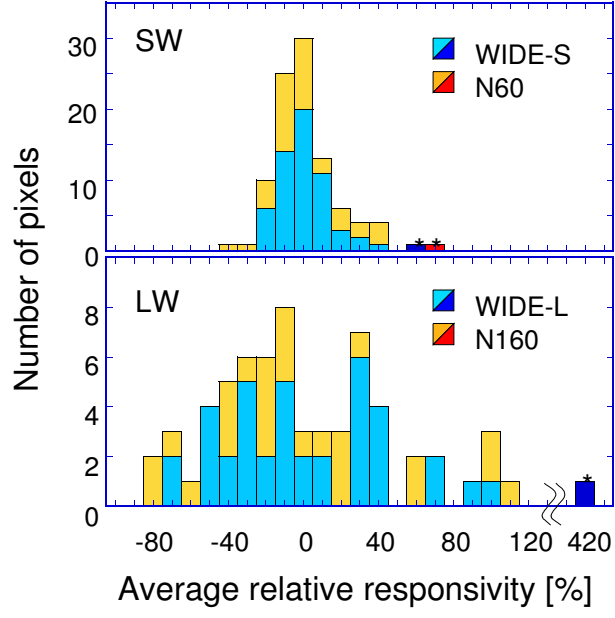 Number of pixels
SW
WIDE-S
N60
30
20
10
0
* *
LW
WIDE-L
N160
8
6
4
2
0
*
-80 -40 0 40 80 120 420
Average relative responsivity [%]